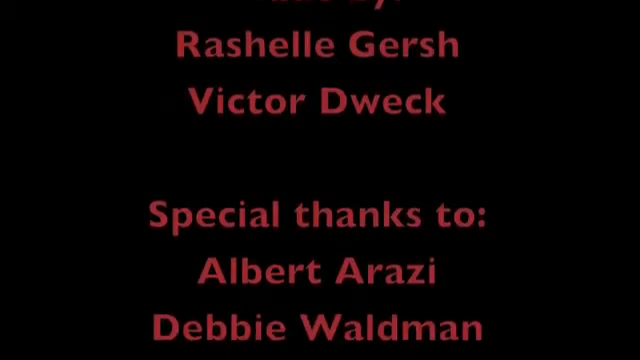 Rashelle Gersh
Victor Dweck
Special thanks to:
Albert Arazi
Debbie Waldman